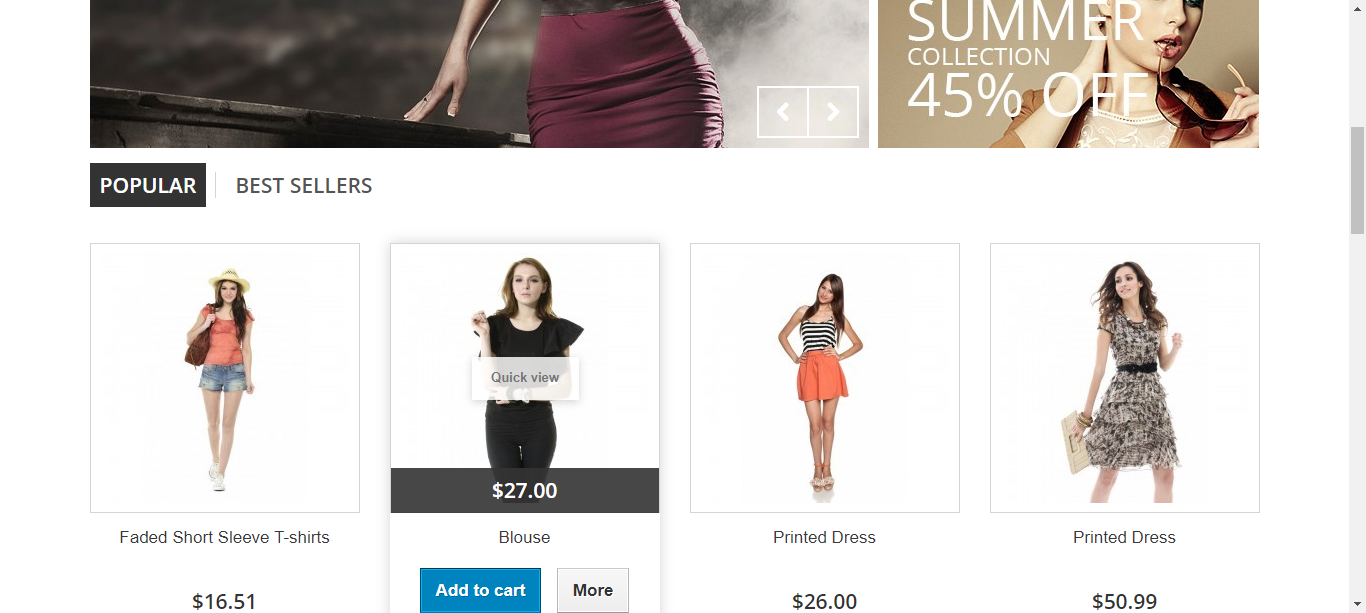 SUMMER
COLLECTION
45% OFF
POPULAR
BEST SELLERS
Quick view
$27.00
Faded Short Sleeve T-shirts
Blouse
Printed Dress
Printed Dress
Add to cart
More
$16.51
$26.00
$50.99